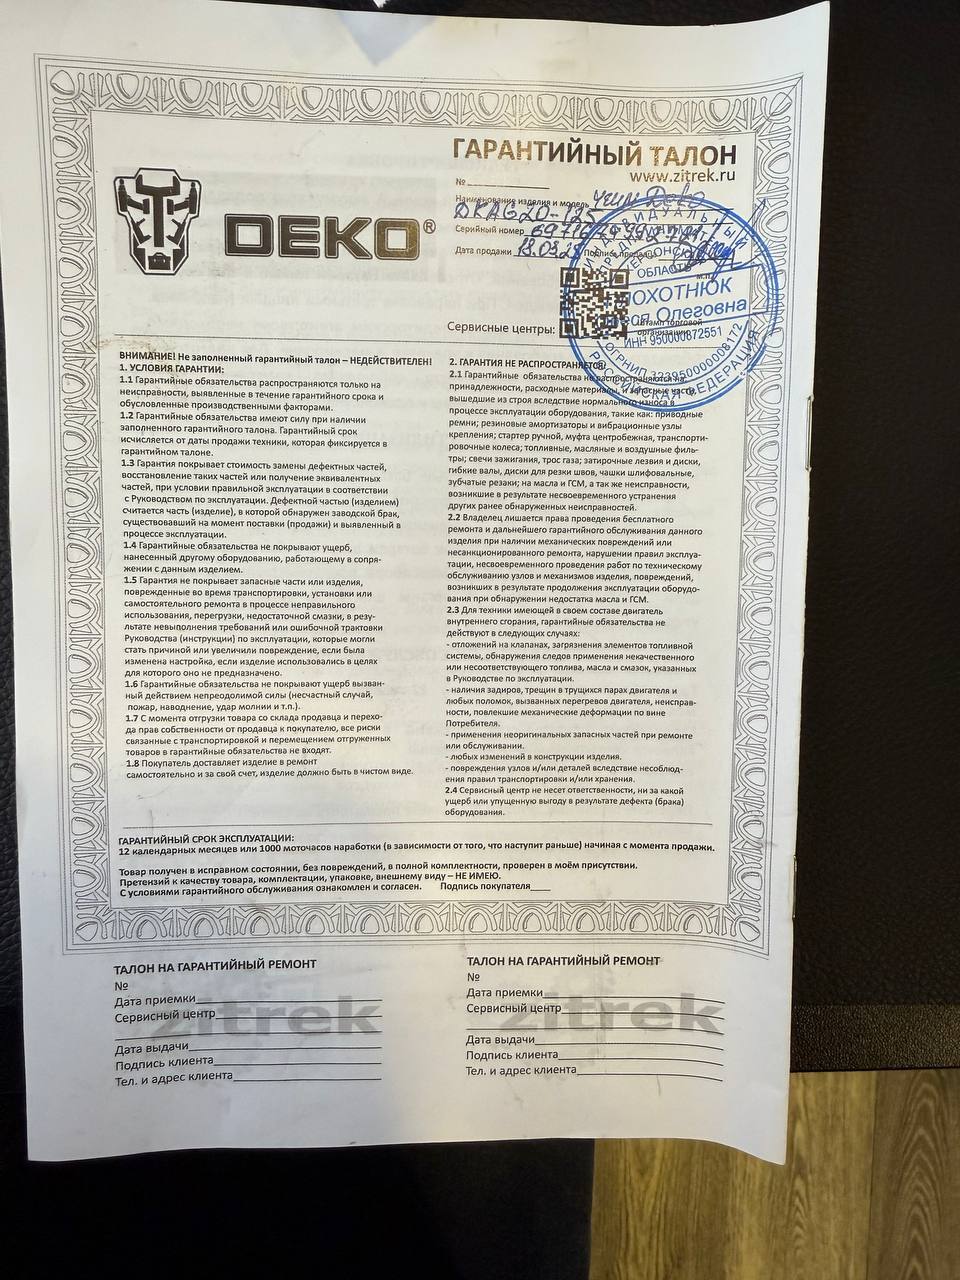 ГАРАНТИЙНЫЙ ТАЛОН
www.zitrek.ru
№
Наименование изделия и модель Deko
DKAG20-125
Серийный номер
Дата продажи 13.03. Подпись продавца
DEKO®
Сервисные центры:
ОБЛАСТЬ
Олеговна
ИНН 950000872551
ОГРНИП 323950000008172
РОССИЙСКАЯ ФЕДЕРАЦИЯ
ВНИМАНИЕ! Не заполненный гарантийный талон – НЕДЕЙСТВИТЕЛЕН!
1. УСЛОВИЯ ГАРАНТИИ:
1.1 Гарантийные обязательства распространяются только на
неисправности, выявленные в течение гарантийного срока и
обусловленные производственными факторами.
1.2 Гарантийные обязательства имеют силу при наличии
заполненного гарантийного талона. Гарантийный срок
исчисляется от даты продажи техники, которая фиксируется в
гарантийном талоне.
1.3 Гарантия покрывает стоимость замены дефектных частей,
восстановление таких частей или получение эквивалентных
частей, при условии правильной эксплуатации в соответствии
с Руководством по эксплуатации. Дефектной частью (изделием)
считается часть (изделие), в которой обнаружен заводской брак,
существовавший на момент поставки (продажи) и выявленный в
процессе эксплуатации.
1.4 Гарантийные обязательства не покрывают ущерб,
нанесенный другому оборудованию, работающему в сопря-
жении с данным изделием.
1.5 Гарантия не покрывает запасные части или изделия,
поврежденные во время транспортировки, установки или
самостоятельного ремонта в процессе неправильного
использования, перегрузки, недостаточной смазки, в резу-
льтате невыполнения требований или ошибочной трактовки
Руководства (инструкции) по эксплуатации, которые могли
стать причиной или увеличили повреждение, если была
изменена настройка, если изделие использовались в целях
для которого оно не предназначено.
1.6 Гарантийные обязательства не покрывают ущерб вызван-
ный действием непреодолимой силы (несчастный случай,
пожар, наводнение, удар молнии и т.п.).
1.7 С момента отгрузки товара со склада продавца и перехо-
да прав собственности от продавца к покупателю, все риски
связанные с транспортировкой и перемещением отгруженных
товаров в гарантийные обязательства не входят.
1.8 Покупатель доставляет изделие в ремонт
самостоятельно и за свой счет, изделие должно быть в чистом виде.
2. ГАРАНТИЯ НЕ РАСПРОСТРАНЯЕТСЯ:
2.1 Гарантийные обязательства не распространяются на
принадлежности, расходные материалы, и запасные части,
вышедшие из строя вследствие нормального износа в
процессе эксплуатации оборудования, такие как: приводные
ремни; резиновые амортизаторы и вибрационные узлы
крепления; стартер ручной, муфта центробежная, транспорти-
ровочные колеса; топливные, масляные и воздушные филь-
тры; свечи зажигания, трос газа; затирочные лезвия и диски,
гибкие валы, диски для резки швов, чашки шлифовальные,
зубчатые резаки; на масла и ГСМ, а так же неисправности,
возникшие в результате несвоевременного устранения
других ранее обнаруженных неисправностей.
2.2 Владелец лишается права проведения бесплатного
ремонта и дальнейшего гарантийного обслуживания данного
изделия при наличии механических повреждений или
несанкционированного ремонта, нарушении правил эксплуа-
тации, несвоевременного проведения работ по техническому
обслуживанию узлов и механизмов изделия, повреждений,
возникших в результате продолжения эксплуатации оборудо-
вания при обнаружении недостатка масла и ГСМ.
2.3 Для техники имеющей в своем составе двигатель
внутреннего сгорания, гарантийные обязательства не
действуют в следующих случаях:
- отложений на клапанах, загрязнения элементов топливной
системы, обнаружения следов применения некачественного
или несоответствующего топлива, масла и смазок, указанных
в Руководстве по эксплуатации.
- наличия задиров, трещин в трущихся парах двигателя и
любых поломок, вызванных перегревом двигателя, неисправ-
ности, повлекшие механические деформации по вине
Потребителя.
- применения неоригинальных запасных частей при ремонте
или обслуживании.
- любых изменений в конструкции изделия.
- повреждения узлов и/или деталей вследствие несоблюд-
ения правил транспортировки и/или хранения.
2.4 Сервисный центр не несет ответственности, ни за какой
ущерб или упущенную выгоду в результате дефекта (брака)
оборудования.
ГАРАНТИЙНЫЙ СРОК ЭКСПЛУАТАЦИИ:
12 календарных месяцев или 1000 моточасов наработки (в зависимости от того, что наступит раньше) начиная с момента продажи.
Товар получен в исправном состоянии, без повреждений, в полной комплектности, проверен в моём присутствии.
Претензий к качеству товара, комплектации, упаковке, внешнему виду – НЕ ИМЕЮ.
С условиями гарантийного обслуживания ознакомлен и согласен. Подпись покупателя
ТАЛОН НА ГАРАНТИЙНЫЙ РЕМОНТ
№
Дата приемки
Сервисный центр
zitrek
Дата выдачи
Подпись клиента
Тел. и адрес клиента
ТАЛОН НА ГАРАНТИЙНЫЙ РЕМОНТ
№
Дата приемки
Сервисный центр
zitrek
Дата выдачи
Подпись клиента
Тел. и адрес клиента